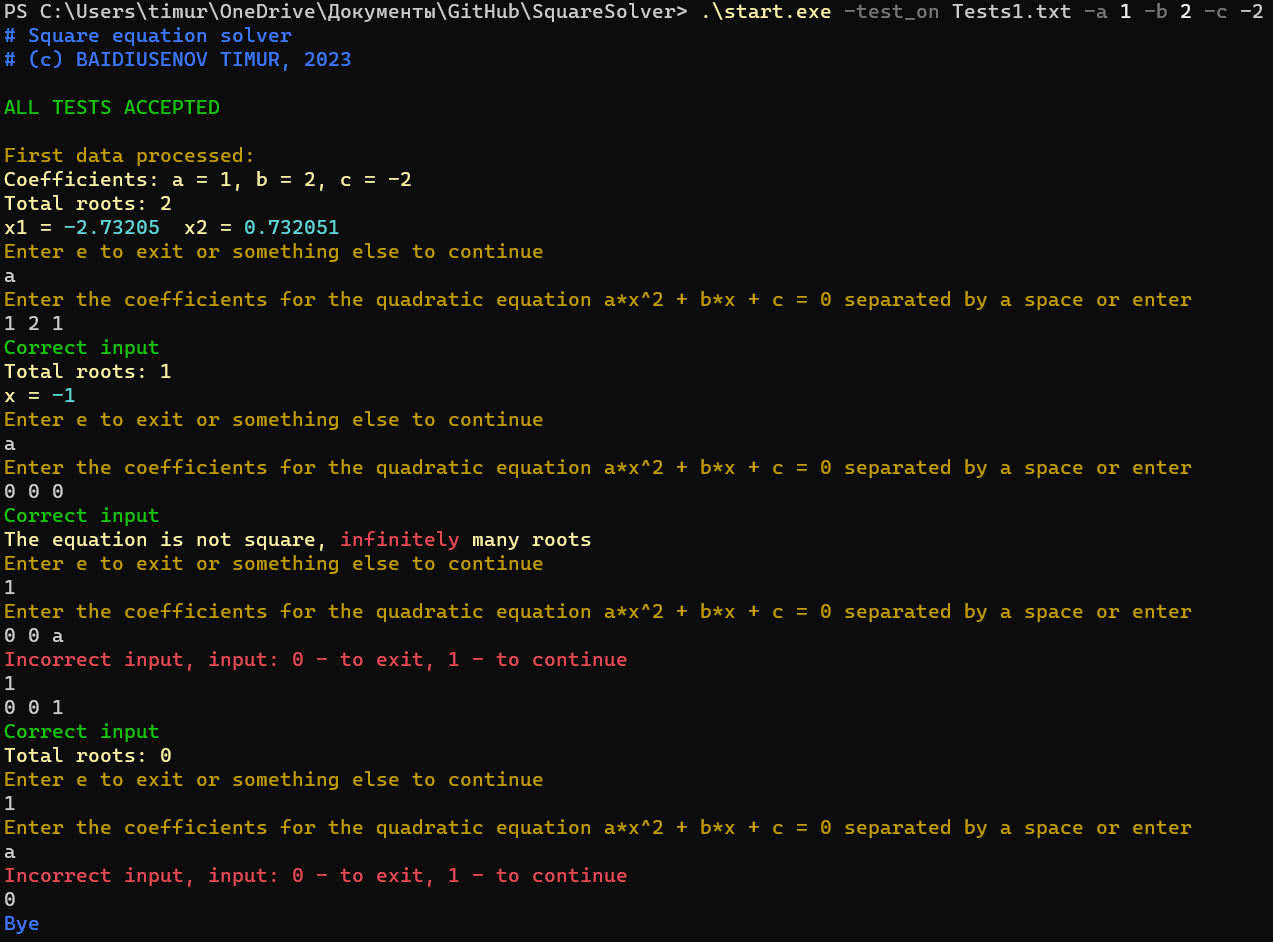 PS C:\Users\timur\OneDrive\Документы\GitHub\SquareSolver> .\start.exe -test_on Tests1.txt -a 1 -b 2 -c -2
# Square equation solver
# (c) BAIDIUSENOV TIMUR, 2023
ALL TESTS ACCEPTED
First data processed:
Coefficients: a = 1, b = 2, c = -2
Total roots: 2
x1 = -2.73205  x2 = 0.732051
Enter e to exit or something else to continue
a
Enter the coefficients for the quadratic equation a*x^2 + b*x + c = 0 separated by a space or enter
1 2 1
Correct input
Total roots: 1
x = -1
Enter e to exit or something else to continue
a
Enter the coefficients for the quadratic equation a*x^2 + b*x + c = 0 separated by a space or enter
0 0 0
Correct input
The equation is not square, infinitely many roots
Enter e to exit or something else to continue
1
Enter the coefficients for the quadratic equation a*x^2 + b*x + c = 0 separated by a space or enter
0 0 a
Incorrect input, input: 0 - to exit, 1 - to continue
1
0 0 1
Correct input
Total roots: 0
Enter e to exit or something else to continue
1
Enter the coefficients for the quadratic equation a*x^2 + b*x + c = 0 separated by a space or enter
a
Incorrect input, input: 0 - to exit, 1 - to continue
0
Bye